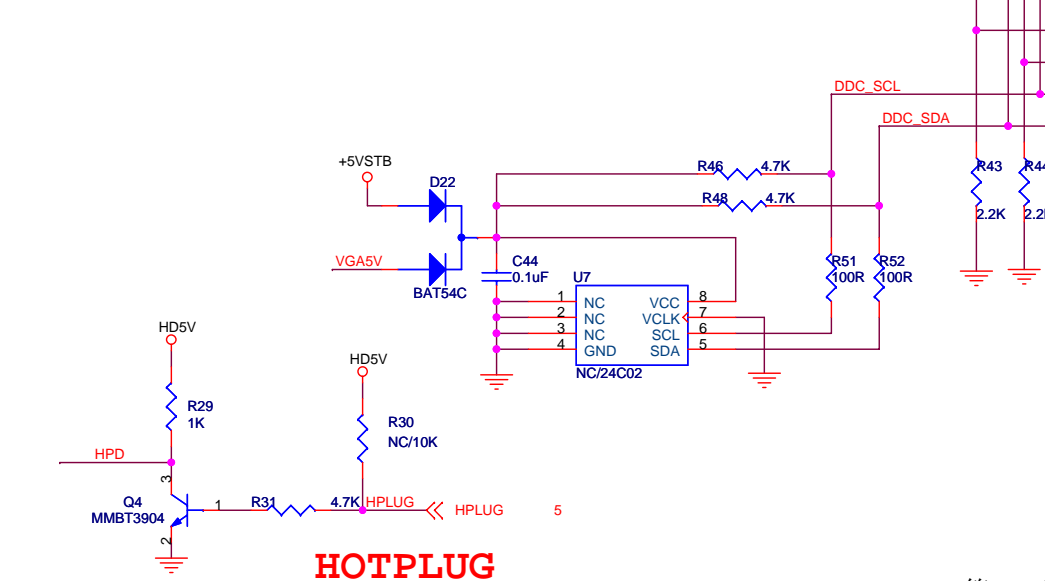 DDC_SCL
DDC_SDA
+5VSTB
R46 4.7K
R43
D22
R48 4.7K
2.2K
VGA5V
C44
0.1uF
R51
100R
R52
100R
BAT54C
U7
1 NC VCC 8
2 NC VCLK 7
3 NC SCL 6
4 GND SDA 5
NC/24C02
HD5V
HD5V
R29
1K
R30
NC/10K
HPD
3
Q4
MMBT3904
1
R31 4.7K
HPLUG
HPLUG 5
2
HOTPLUG